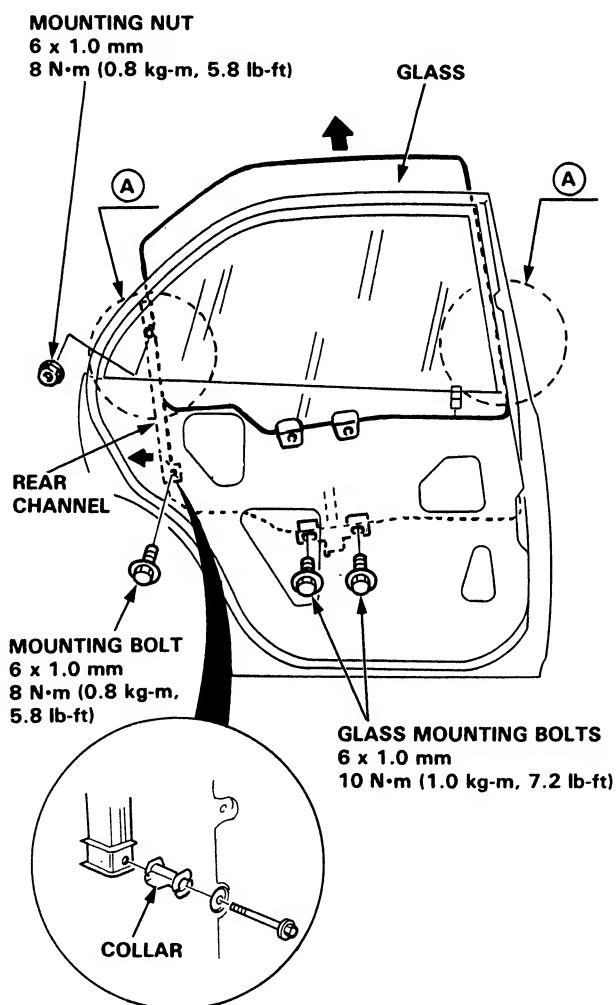 MOUNTING NUT
6 x 1.0 mm
8 N•m (0.8 kg-m, 5.8 lb-ft)
GLASS
A
A
REAR
CHANNEL
MOUNTING BOLT
6 x 1.0 mm
8 N•m (0.8 kg-m,
5.8 lb-ft)
GLASS MOUNTING BOLTS
6 x 1.0 mm
10 N•m (1.0 kg-m, 7.2 lb-ft)
COLLAR